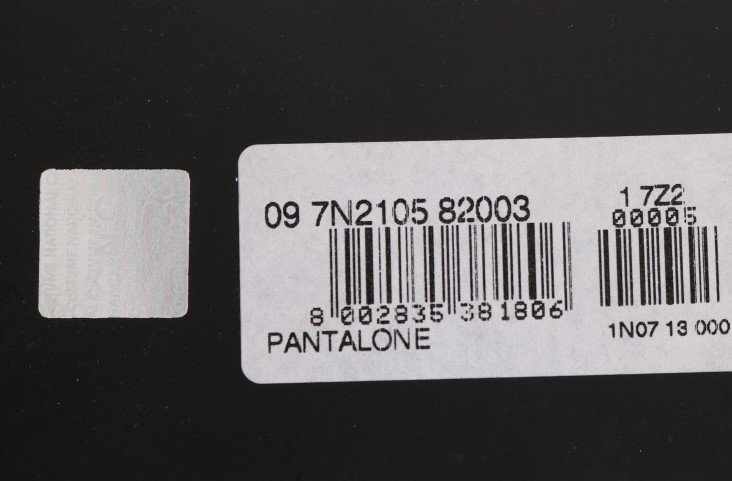 09 7N2105 82003
1 7Z2
00005
8 002835 381806
PANTALONE
1N07 13 000